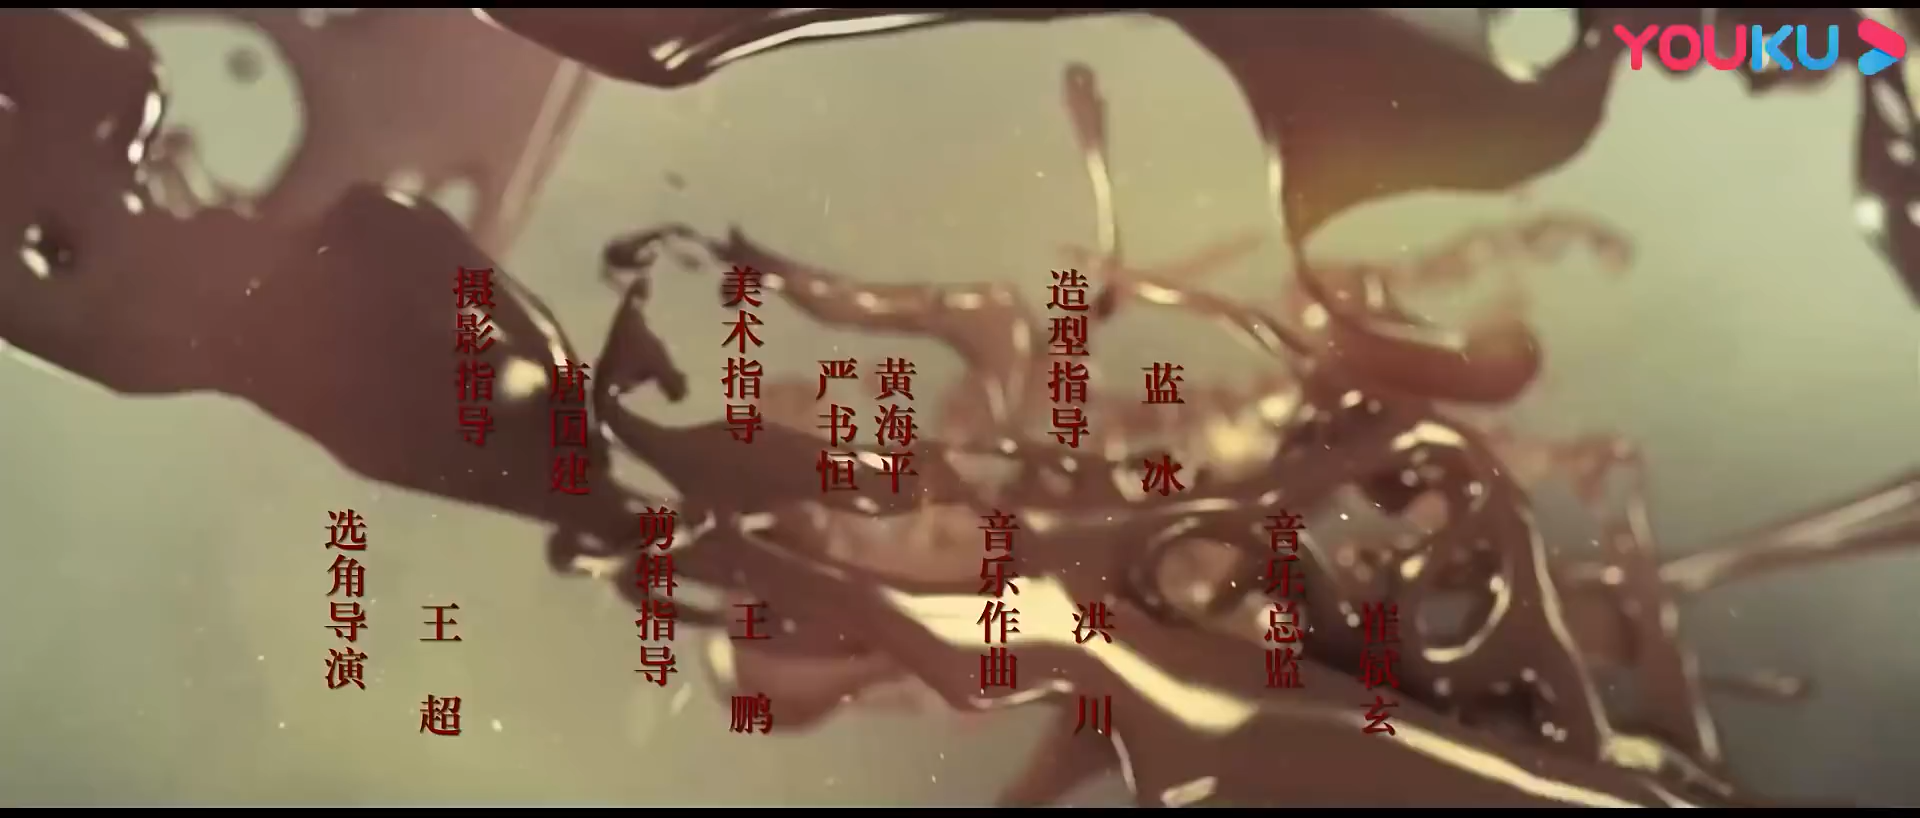 YOUKU
摄影指导
唐国建
美术指导
严书恒
黄海平
造型指导
蓝冰
选角导演
王超
剪辑指导
王鹏
音乐作曲
洪川
音乐总监
崔轼玄